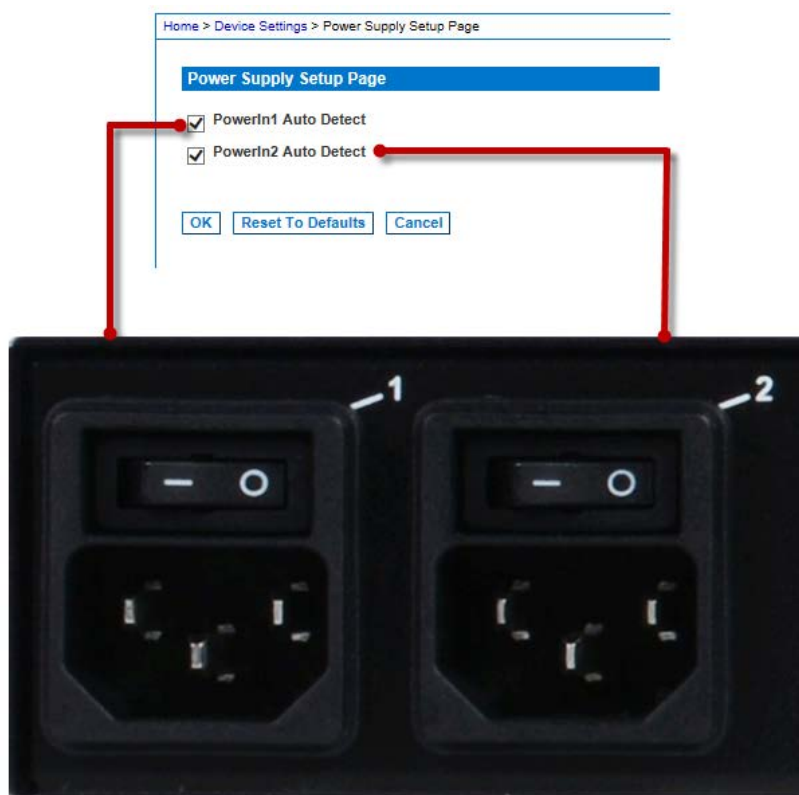 Home > Device Settings > Power Supply Setup Page
Power Supply Setup Page
PowerIn1 Auto Detect
PowerIn2 Auto Detect
OK Reset To Defaults Cancel
1
2